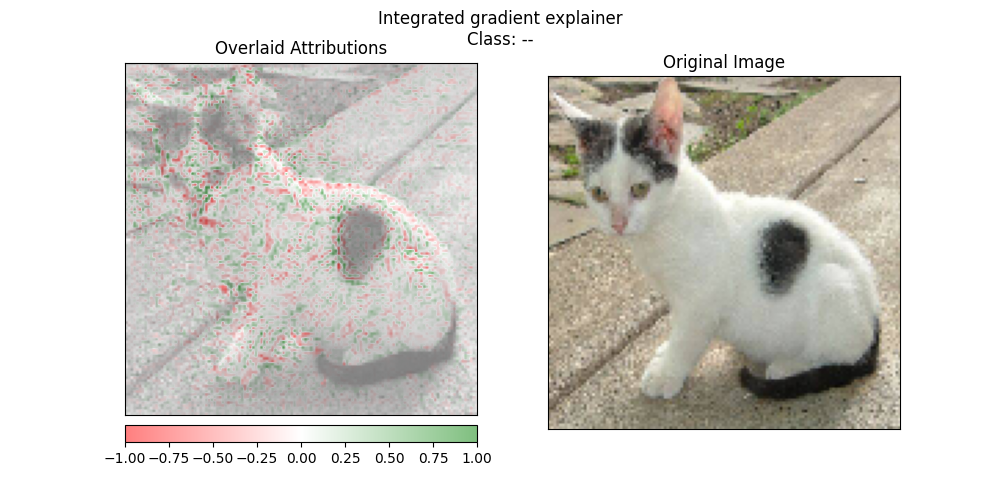 Integrated gradient explainer
Class: --
Overlaid Attributions
Original Image
−1.00 −0.75 −0.50 −0.25 0.00 0.25 0.50 0.75 1.00